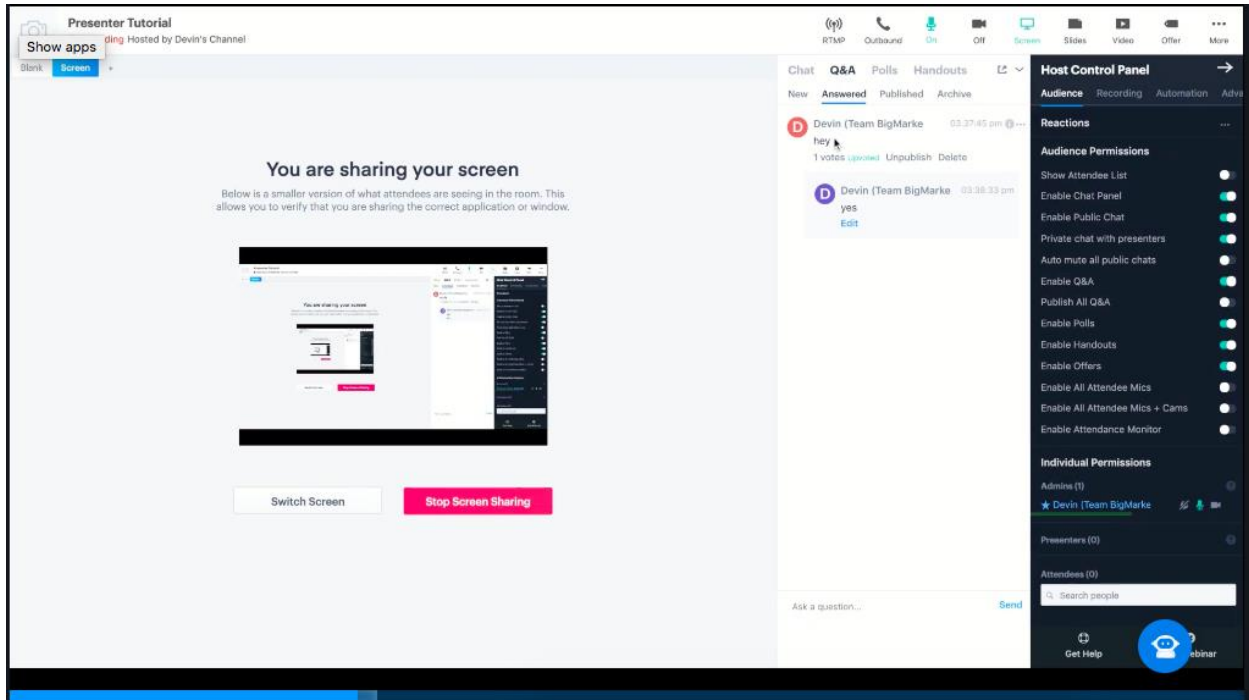 Presenter Tutorial
ding Hosted by Devin's Channel
Show apps
RTMP Outbound On Off Screen Slides Video Offer More
Blank Screen +
Chat Q&A Polls Handouts
New Answered Published Archive
Devin (Team BigMarke 03:37:45 pm
hey
1 votes Upvoted Unpublish Delete
Devin (Team BigMarke 03:38:33 pm
yes
Edit
You are sharing your screen
Below is a smaller version of what attendees are seeing in the room. This
allows you to verify that you are sharing the correct application or window.
Switch Screen Stop Screen Sharing
Ask a question... Send
Host Control Panel
Audience Recording Automation Adva
Reactions
Audience Permissions
Show Attendee List
Enable Chat Panel
Enable Public Chat
Private chat with presenters
Auto mute all public chats
Enable Q&A
Publish All Q&A
Enable Polls
Enable Handouts
Enable Offers
Enable All Attendee Mics
Enable All Attendee Mics + Cams
Enable Attendance Monitor
Individual Permissions
Admins (1)
Devin (Team BigMarke
Presenters (0)
Attendees (0)
Search people
Get Help
ebinar